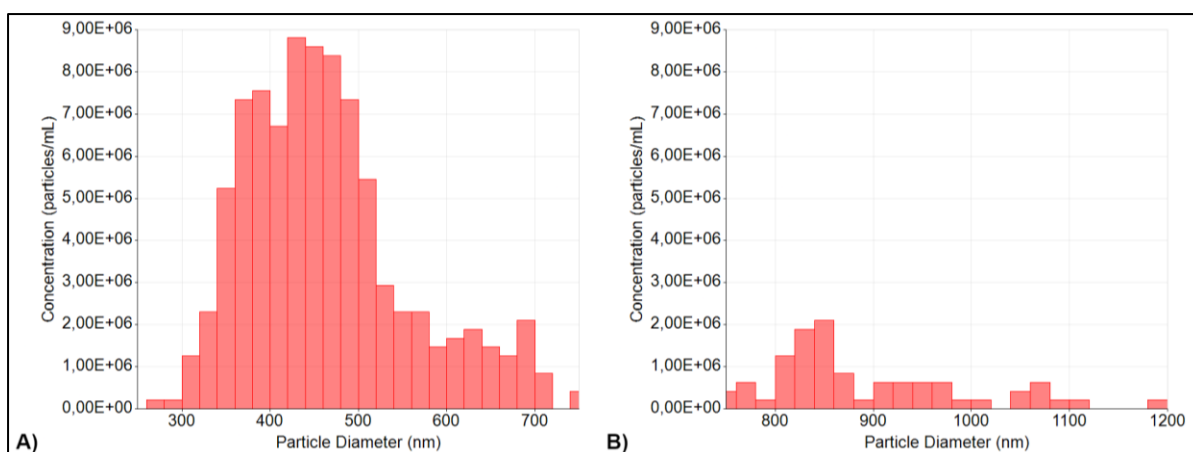 9,00E+06
8,00E+06
7,00E+06
6,00E+06
5,00E+06
4,00E+06
3,00E+06
2,00E+06
1,00E+06
0,00E+00
Concentration (particles/mL)
300 400 500 600 700
Particle Diameter (nm)
A)
9,00E+06
8,00E+06
7,00E+06
6,00E+06
5,00E+06
4,00E+06
3,00E+06
2,00E+06
1,00E+06
0,00E+00
Concentration (particles/mL)
800 900 1000 1100 1200
Particle Diameter (nm)
B)